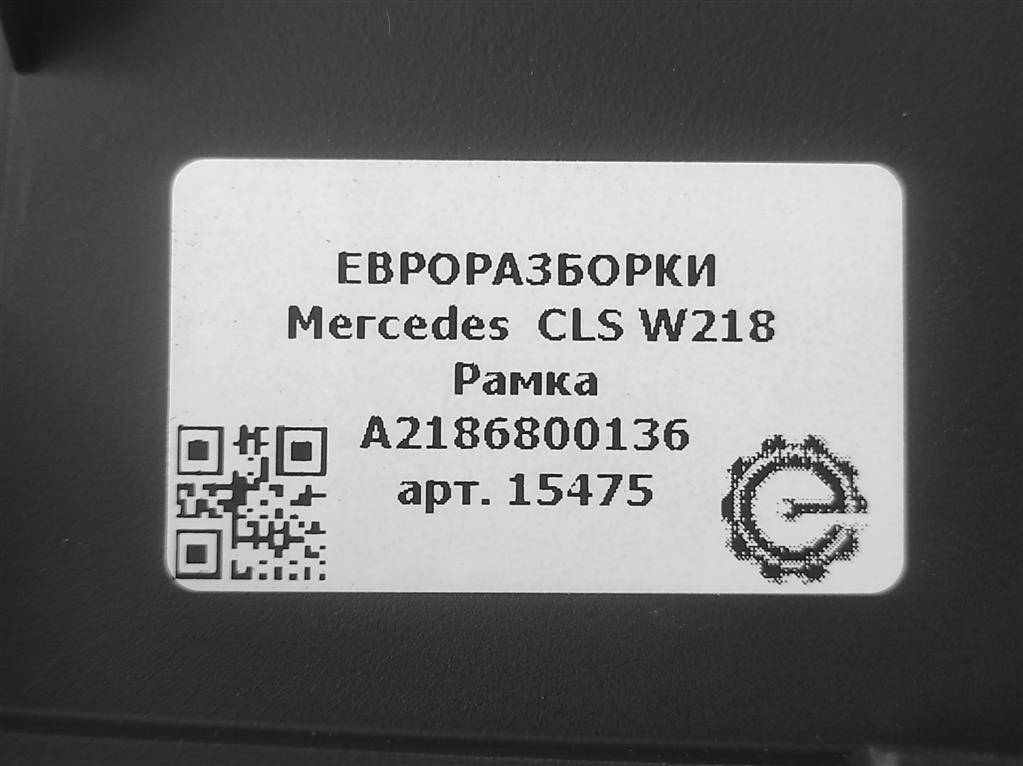 ЕВРОРАЗБОРКИ
Mercedes CLS W218
Рамка
A2186800136
арт. 15475